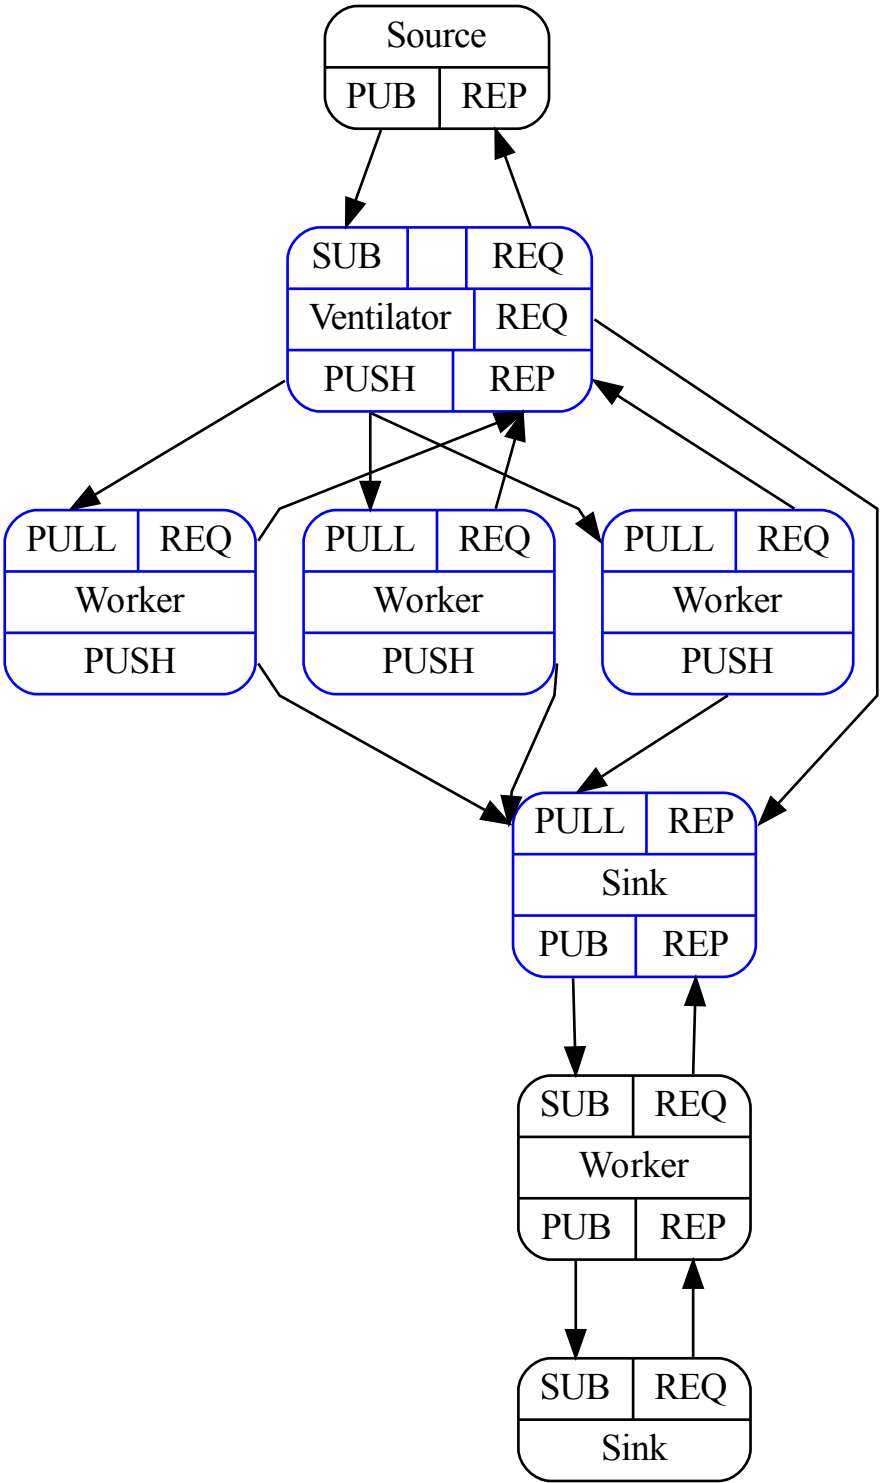 Source
PUB REP
SUB REQ
Ventilator REQ
PUSH REP
PULL REQ PULL REQ PULL REQ
Worker Worker Worker
PUSH PUSH PUSH
PULL REP
Sink
PUB REP
SUB REQ
Worker
PUB REP
SUB REQ
Sink